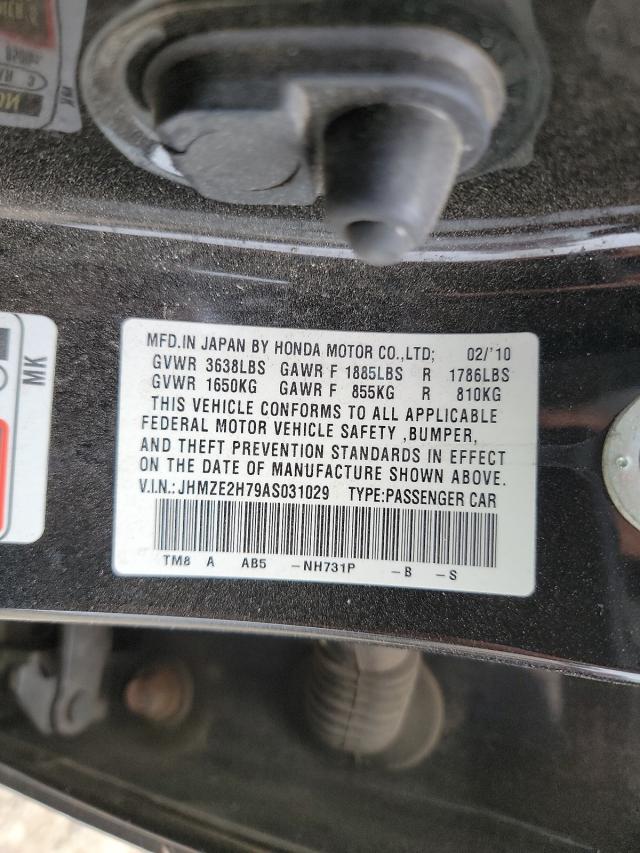 MK
MK
MFD.IN JAPAN BY HONDA MOTOR CO.,LTD; 02/'10
GVWR 3638LBS GAWR F 1885LBS R 1786LBS
GVWR 1650KG GAWR F 855KG R 810KG
THIS VEHICLE CONFORMS TO ALL APPLICABLE
FEDERAL MOTOR VEHICLE SAFETY ,BUMPER,
AND THEFT PREVENTION STANDARDS IN EFFECT
ON THE DATE OF MANUFACTURE SHOWN ABOVE.
V.I.N.: JHMZE2H79AS031029 TYPE:PASSENGER CAR
TM8 A AB5 -NH731P -B -S